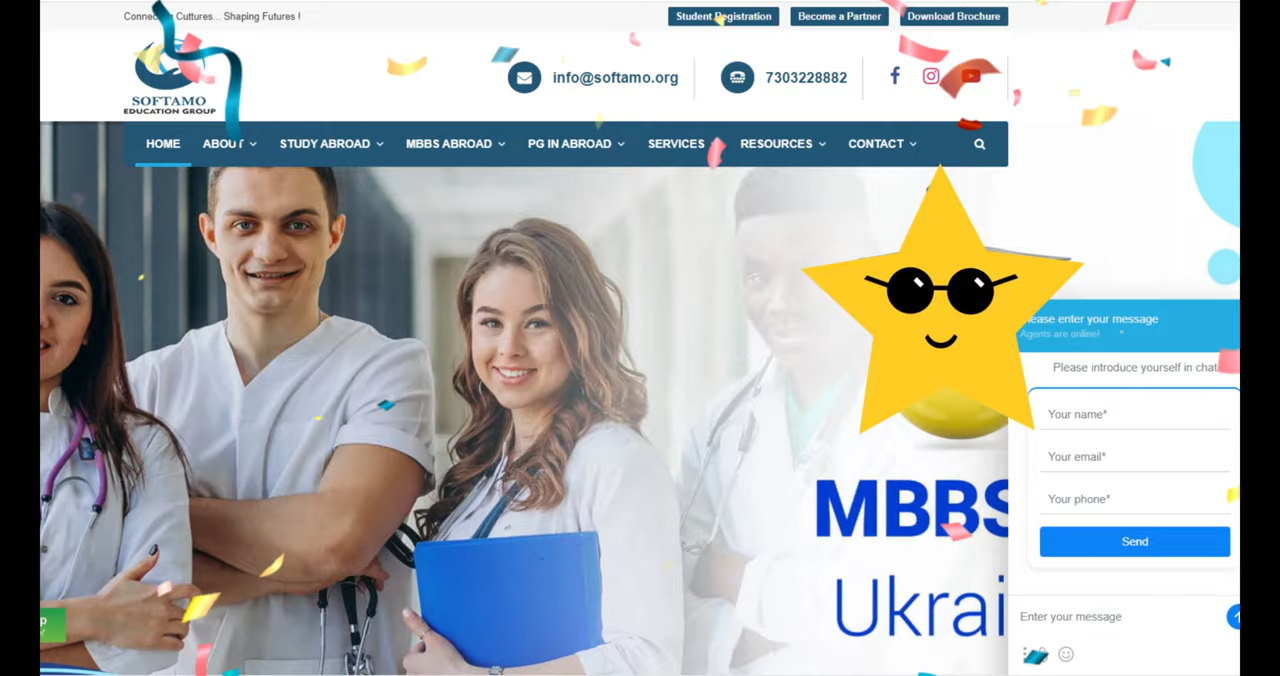 Connec Cuttures... Shaping Futures !
Student Registration
Become a Partner
Download Brochure
SOFTAMO
EDUCATION GROUP
info@softamo.org
7303228882
HOME
ABOUT
STUDY ABROAD
MBBS ABROAD
PG IN ABROAD
SERVICES
RESOURCES
CONTACT
lease enter your message
Agents are online!
Please introduce yourself in chat
Your name*
Your email*
Your phone*
Send
MBBS
Ukrai
Enter your message
p